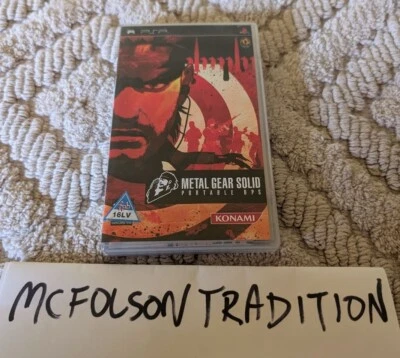 PSP
METAL GEAR SOLID
PORTABLE OPS
16LV
KONAMI
MCFOLSON TRADITION